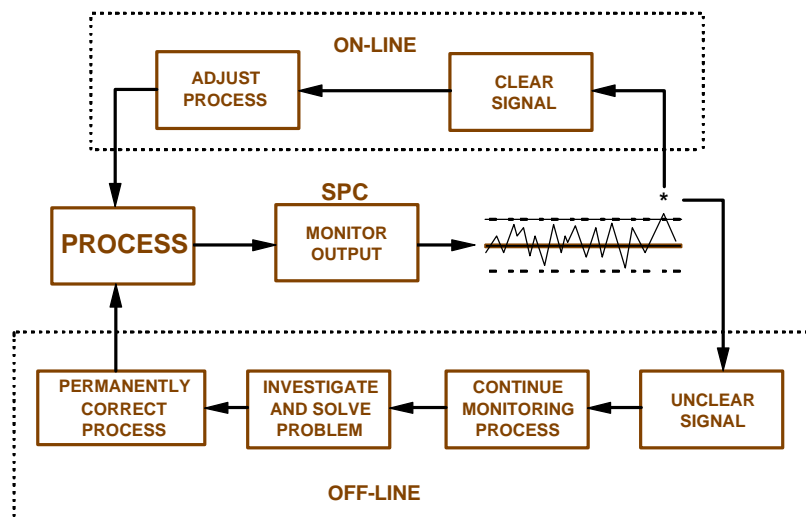 ON-LINE
ADJUST
PROCESS
CLEAR
SIGNAL
SPC
*
PROCESS
MONITOR
OUTPUT
PERMANENTLY
CORRECT
PROCESS
INVESTIGATE
AND SOLVE
PROBLEM
CONTINUE
MONITORING
PROCESS
UNCLEAR
SIGNAL
OFF-LINE